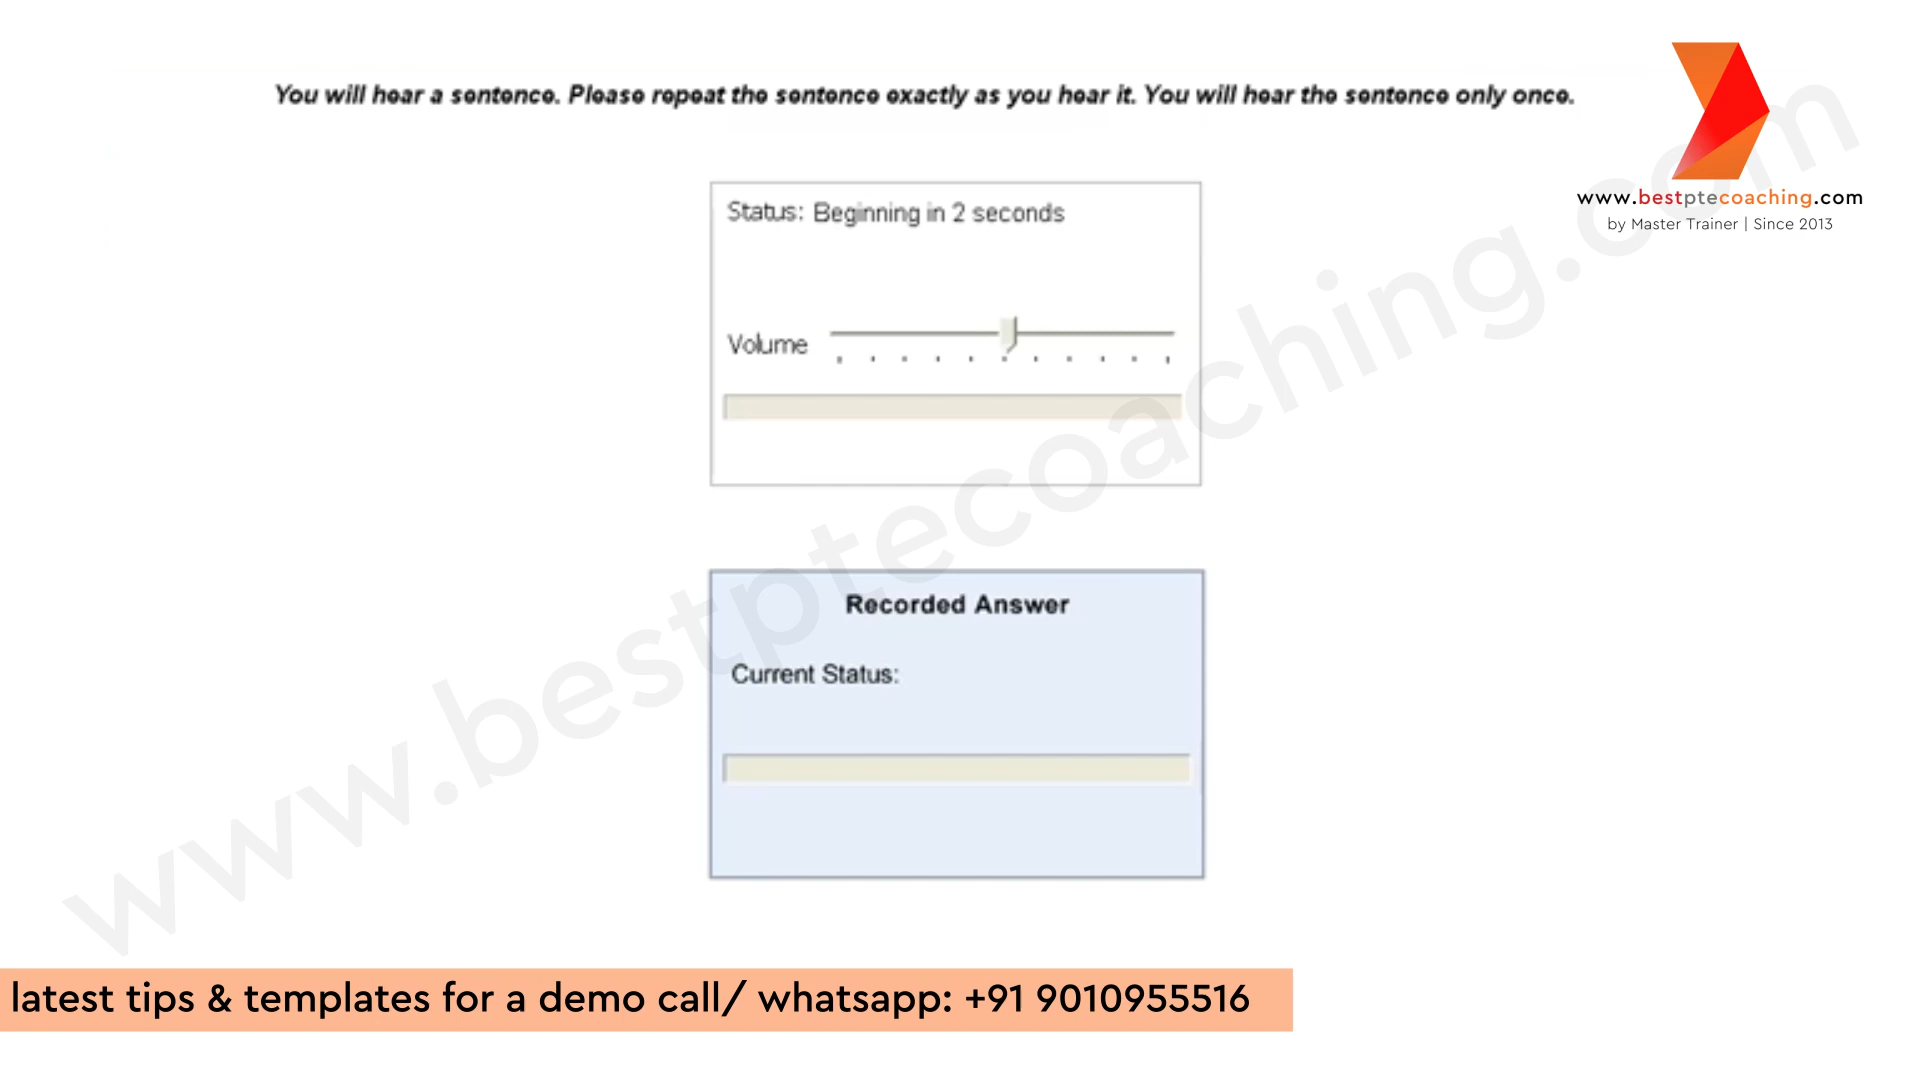 You will hear a sentence. Please repeat the sentence exactly as you hear it. You will hear the sentence only once.
www.bestptecoaching.com
by Master Trainer | Since 2013
Status: Beginning in 2 seconds
Volume
www.bestptecoaching.com
Recorded Answer
Current Status:
latest tips & templates for a demo call/ whatsapp: +91 9010955516